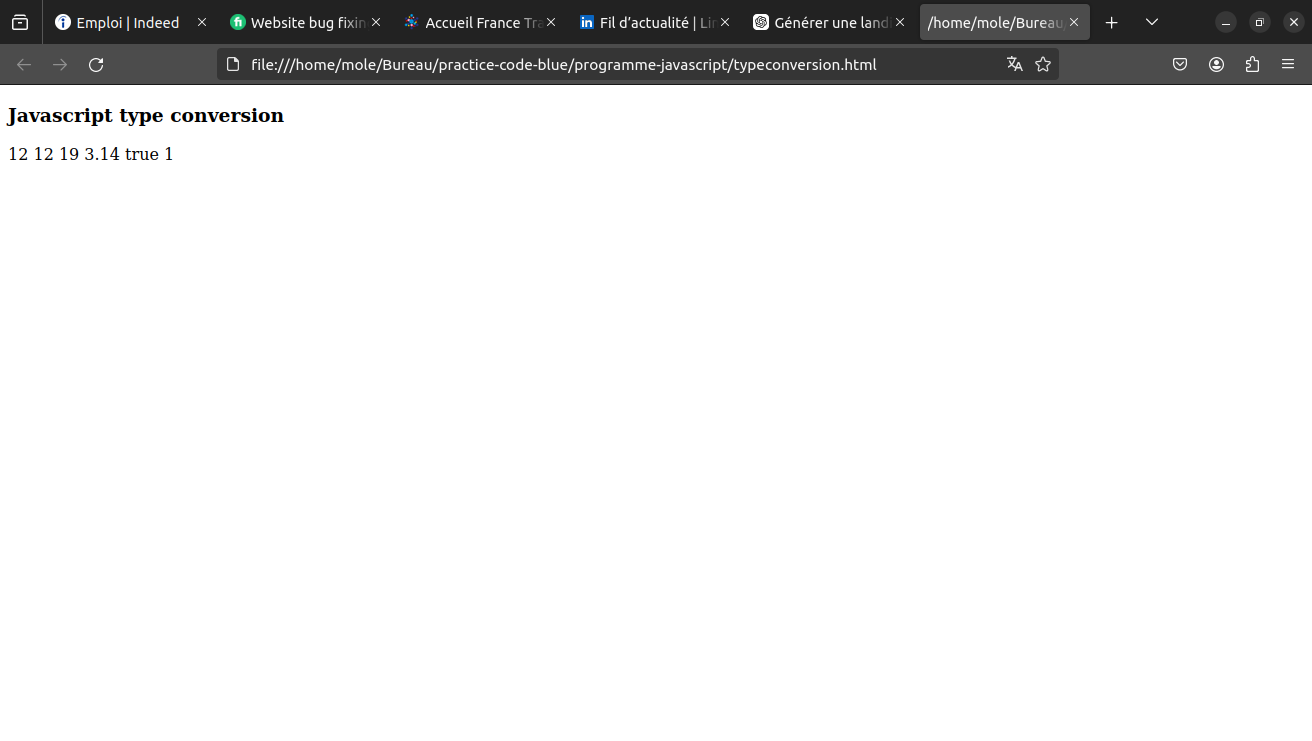 Emploi | Indeed
Website bug fixin
Accueil France Tra
Fil d’actualité | Lin
Générer une landi
/home/mole/Bureau/
file:///home/mole/Bureau/practice-code-blue/programme-javascript/typeconversion.html
Javascript type conversion
12 12 19 3.14 true 1